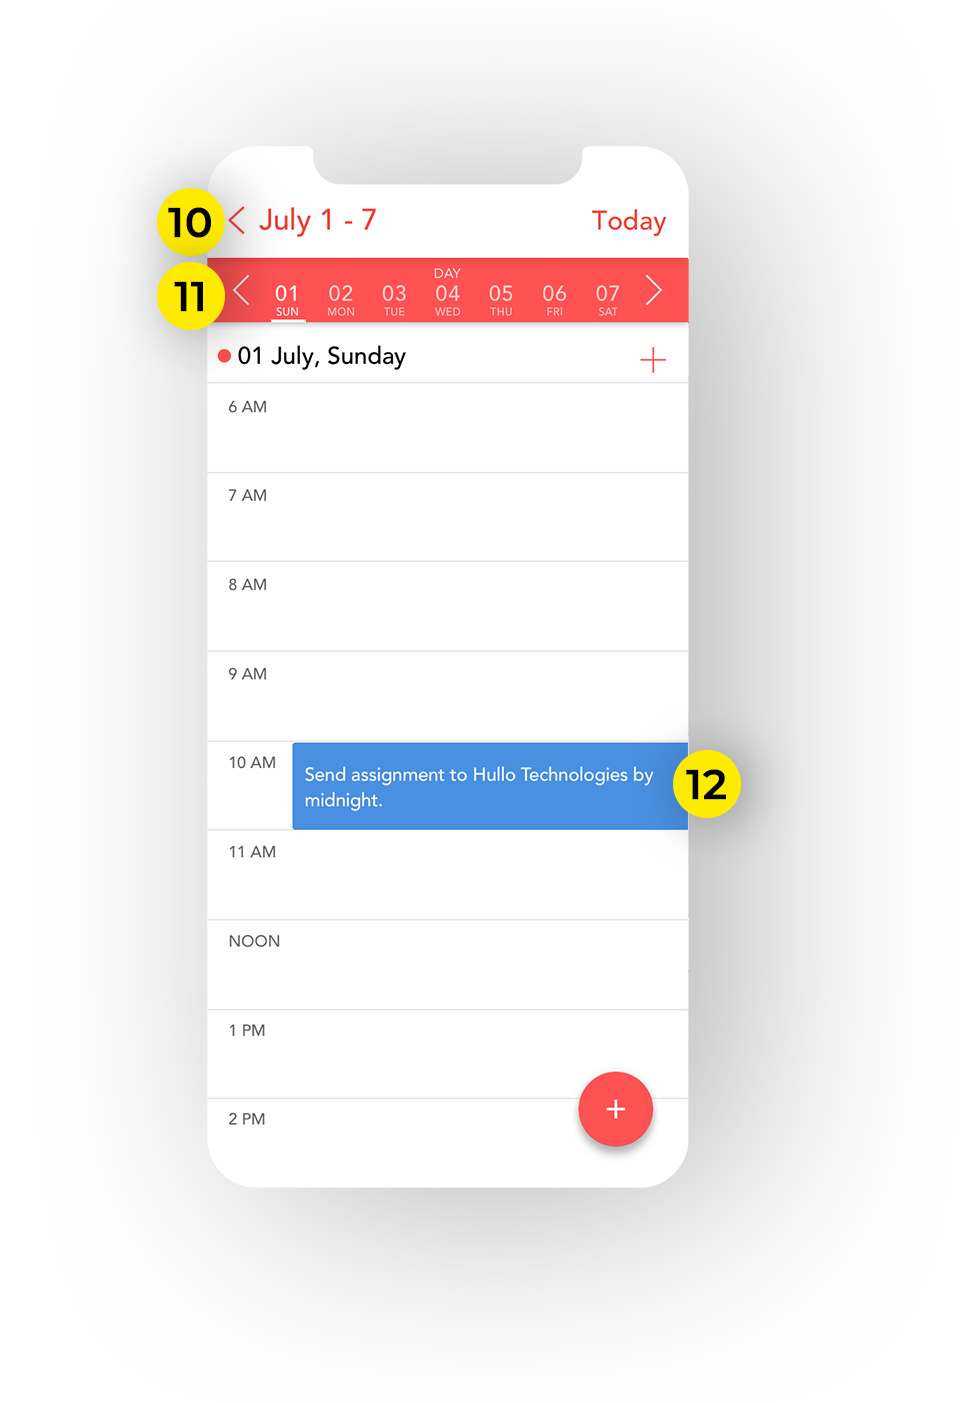 10
July 1 - 7
Today
11
DAY
01 02 03 04 05 06 07
SUN MON TUE WED THU FRI SAT
01 July, Sunday
6 AM
7 AM
8 AM
9 AM
10 AM
Send assignment to Hullo Technologies by
midnight.
12
11 AM
NOON
1 PM
2 PM